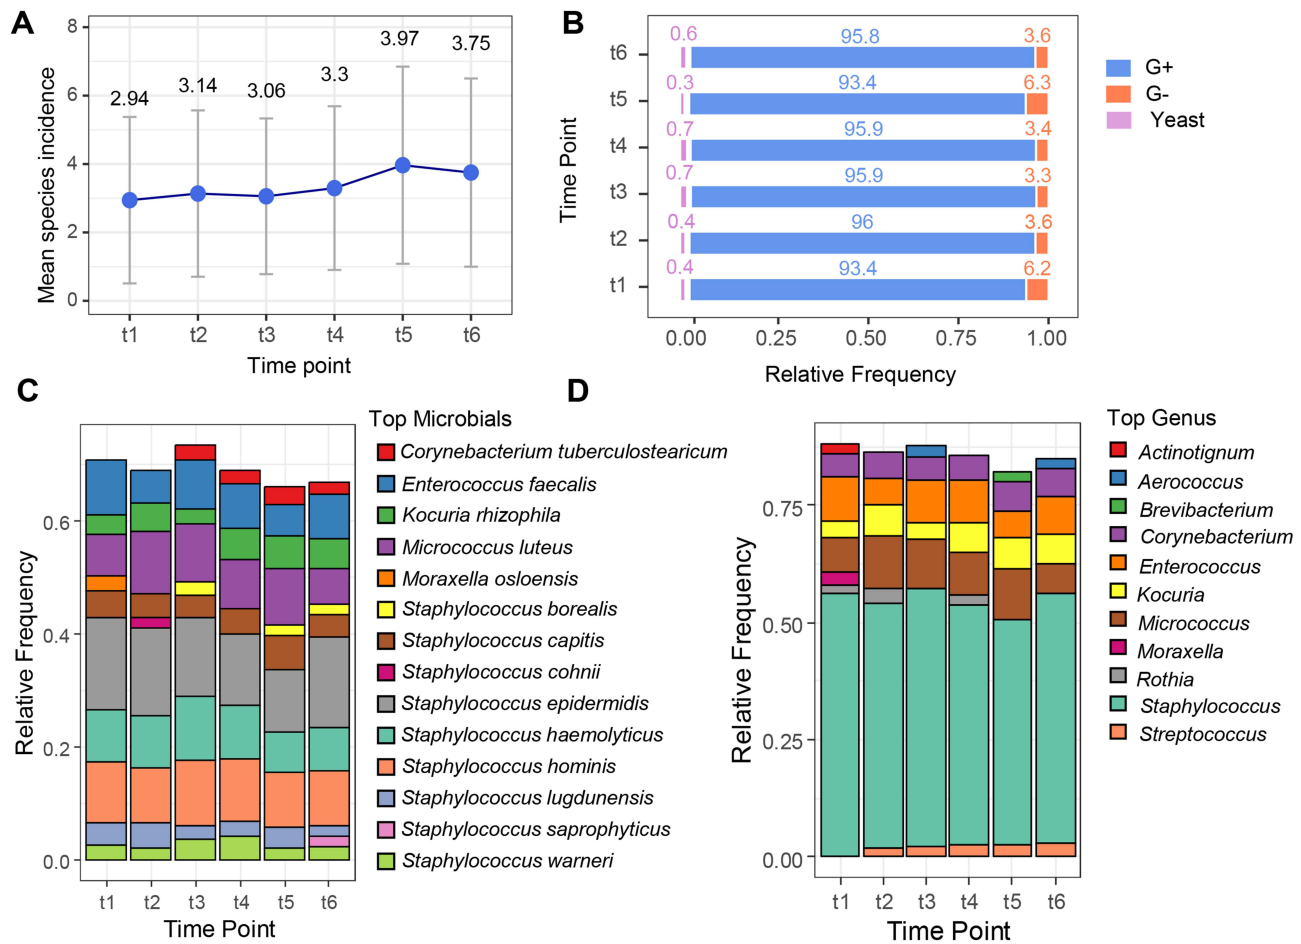 A
8
6
4
2
0
2.94
3.14
3.06
3.3
3.97
3.75
Mean species incidence
t1 t2 t3 t4 t5 t6
Time point
B
Time Point
t6
0.6 95.8 3.6
t5
0.3 93.4 6.3
t4
0.7 95.9 3.4
t3
0.7 95.9 3.3
t2
0.4 96 3.6
t1
0.4 93.4 6.2
0.00 0.25 0.50 0.75 1.00
Relative Frequency
G+
G-
Yeast
C
Relative Frequency
0.6
0.4
0.2
0.0
t1 t2 t3 t4 t5 t6
Time Point
Top Microbials
Corynebacterium tuberculostearicum
Enterococcus faecalis
Kocuria rhizophila
Micrococcus luteus
Moraxella osloensis
Staphylococcus borealis
Staphylococcus capitis
Staphylococcus cohnii
Staphylococcus epidermidis
Staphylococcus haemolyticus
Staphylococcus hominis
Staphylococcus lugdunensis
Staphylococcus saprophyticus
Staphylococcus warneri
D
Relative Frequency
0.75
0.50
0.25
0.00
t1 t2 t3 t4 t5 t6
Time Point
Top Genus
Actinotignum
Aerococcus
Brevibacterium
Corynebacterium
Enterococcus
Kocuria
Micrococcus
Moraxella
Rothia
Staphylococcus
Streptococcus